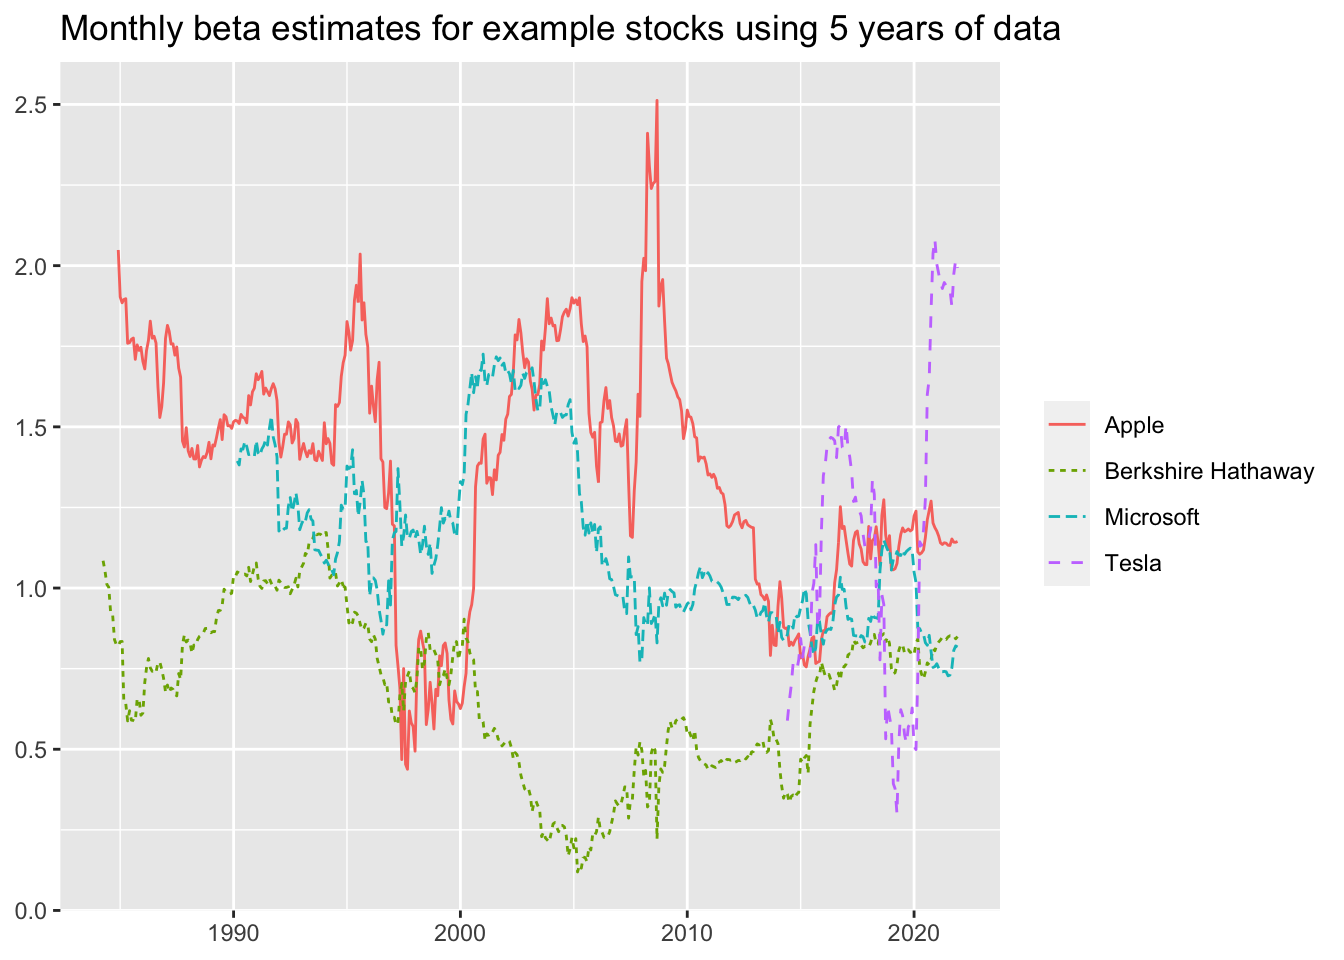 Monthly beta estimates for example stocks using 5 years of data
2.5
2.0
1.5
1.0
0.5
0.0
1990 2000 2010 2020
Apple
Berkshire Hathaway
Microsoft
Tesla